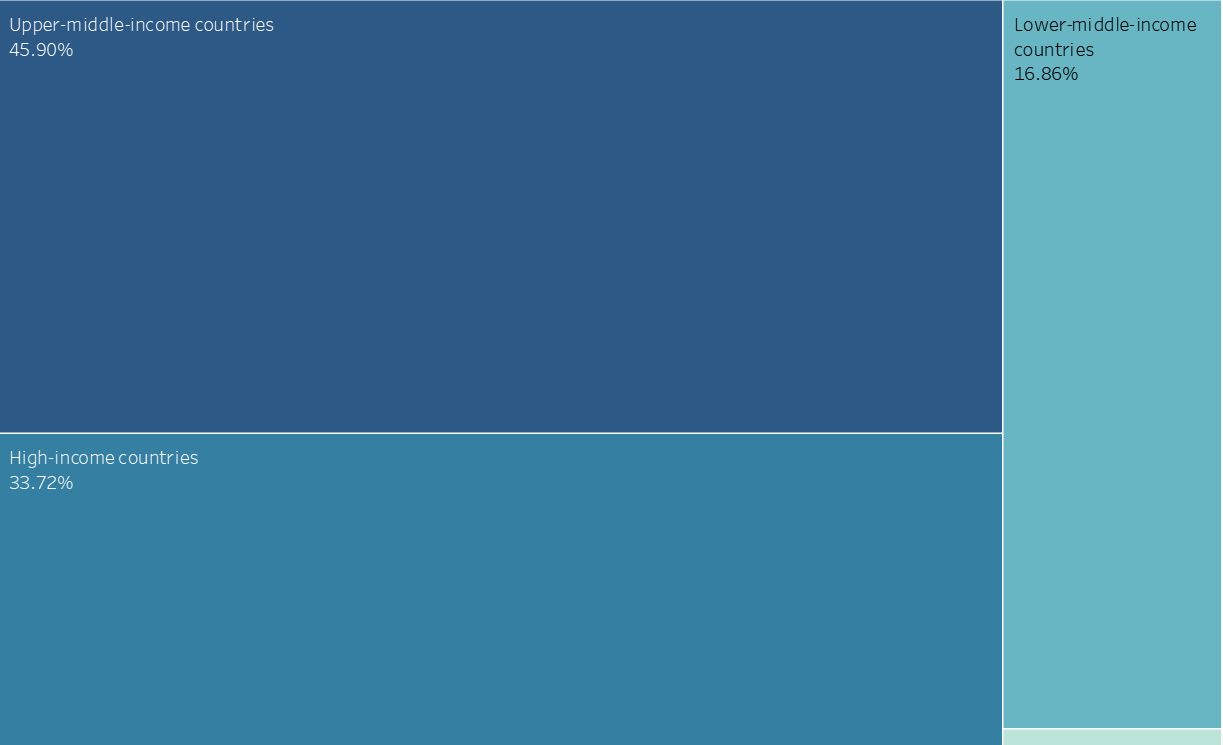 Upper-middle-income countries
45.90%
Lower-middle-income
countries
16.86%
High-income countries
33.72%